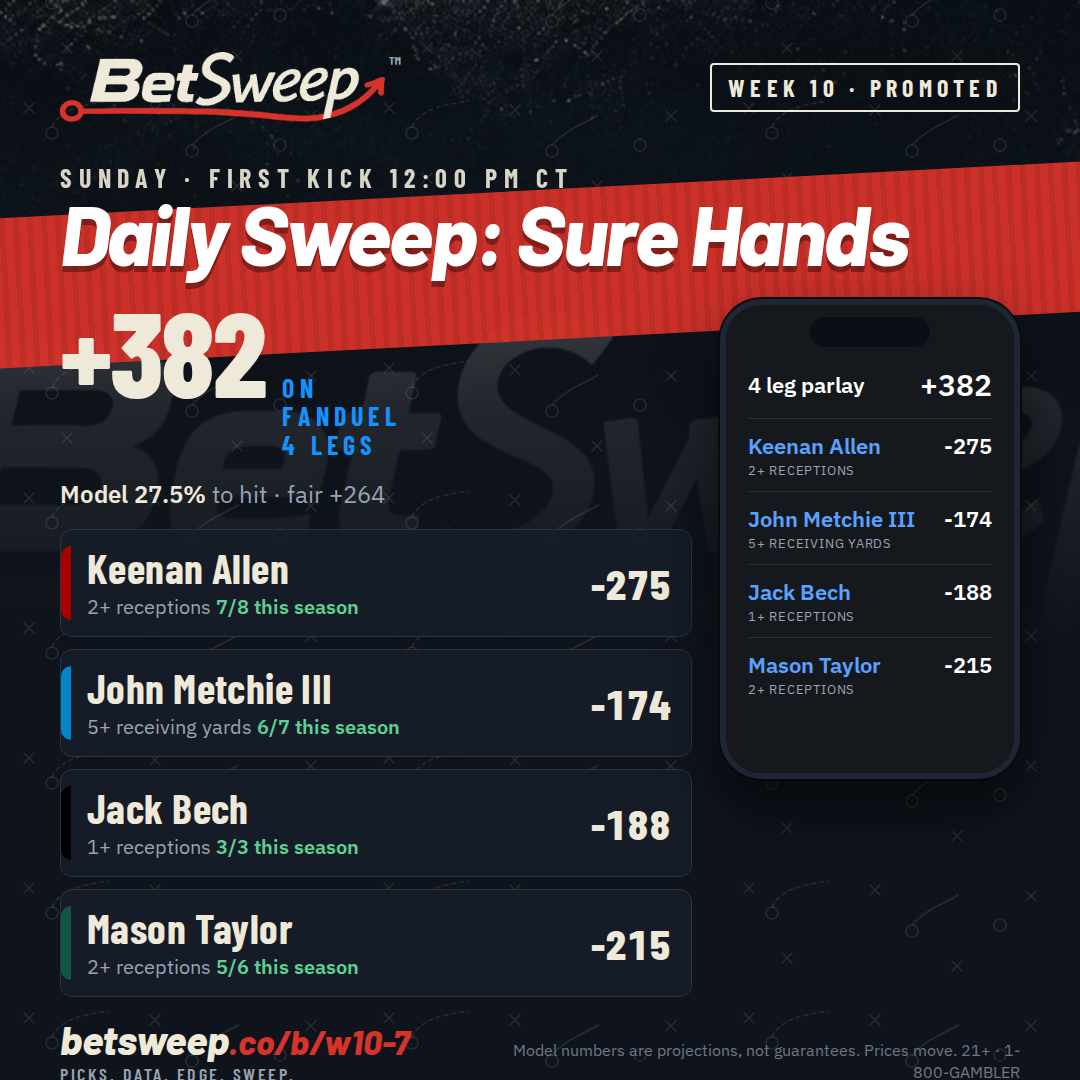 BetSweep™
WEEK 10 · PROMOTED
SUNDAY · FIRST KICK 12:00 PM CT
Daily Sweep: Sure Hands
+382
ON
FANDUEL
4 LEGS
Model 27.5% to hit · fair +264
Keenan Allen
2+ receptions 7/8 this season
-275
John Metchie III
5+ receiving yards 6/7 this season
-174
Jack Bech
1+ receptions 3/3 this season
-188
Mason Taylor
2+ receptions 5/6 this season
-215
4 leg parlay +382
Keenan Allen -275
2+ RECEPTIONS
John Metchie III -174
5+ RECEIVING YARDS
Jack Bech -188
1+ RECEPTIONS
Mason Taylor -215
2+ RECEPTIONS
betsweep.co/b/w10-7
PICKS. DATA. EDGE. SWEEP.
Model numbers are projections, not guarantees. Prices move. 21+ · 1-
800-GAMBLER